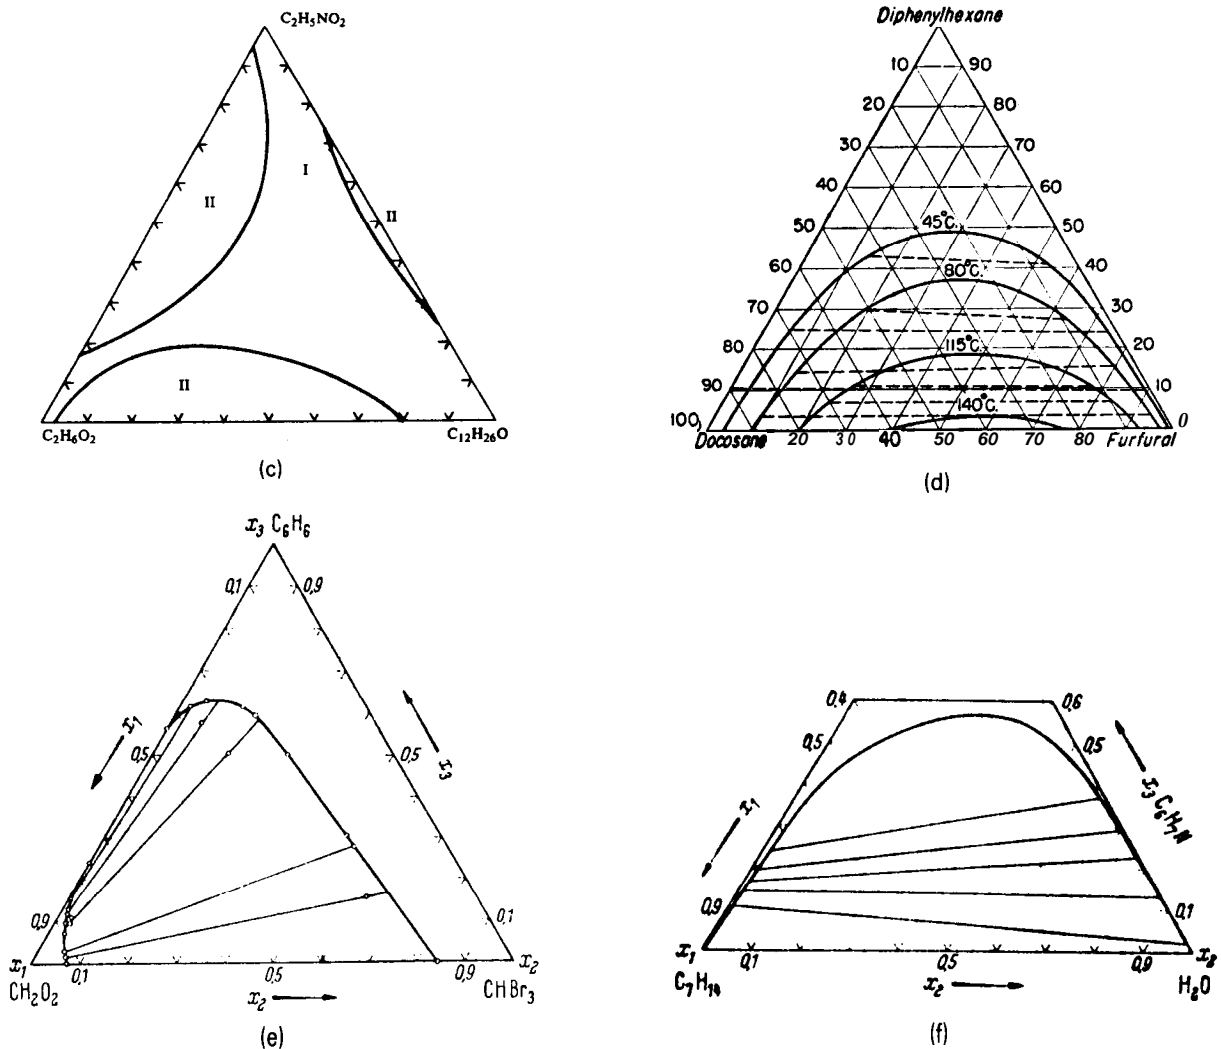 C₂H₅NO₂
I
II
II
II
C₂H₆O₂
C₁₂H₂₆O
(c)
Diphenylhexane
10 90
20 80
30 70
40 60
50 45°C. 50
60 80°C. 40
70 30
80 115°C. 20
90 10
140°C.
100 0
Docosane 20 30 40 50 60 70 80 Furfural
(d)
x₃ C₆H₆
0,1 0,9
x₁
0,5 0,5
x₃
0,9 0,1
x₁ 0,1 0,5 0,9 x₂
CH₂O₂ x₂ CHBr₃
(e)
0,4 0,6
0,5 0,5
x₁ x₃ C₆H₇N
0,9 0,1
x₁ 0,1 0,5 0,9 x₂
C₇H₁₄ x₂ H₂O
(f)